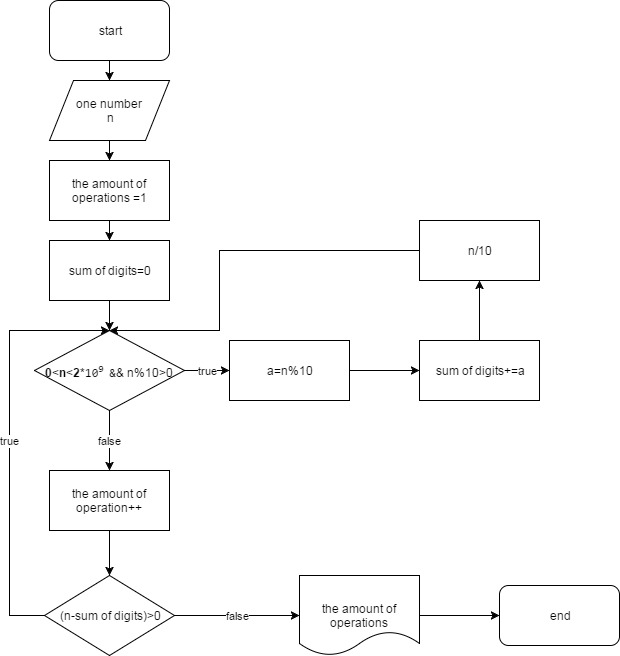 start
one number
n
the amount of
operations =1
sum of digits=0
n/10
0<n<2*10⁹ && n%10>0
true
a=n%10
sum of digits+=a
true
false
the amount of
operation++
(n-sum of digits)>0
false
the amount of
operations
end